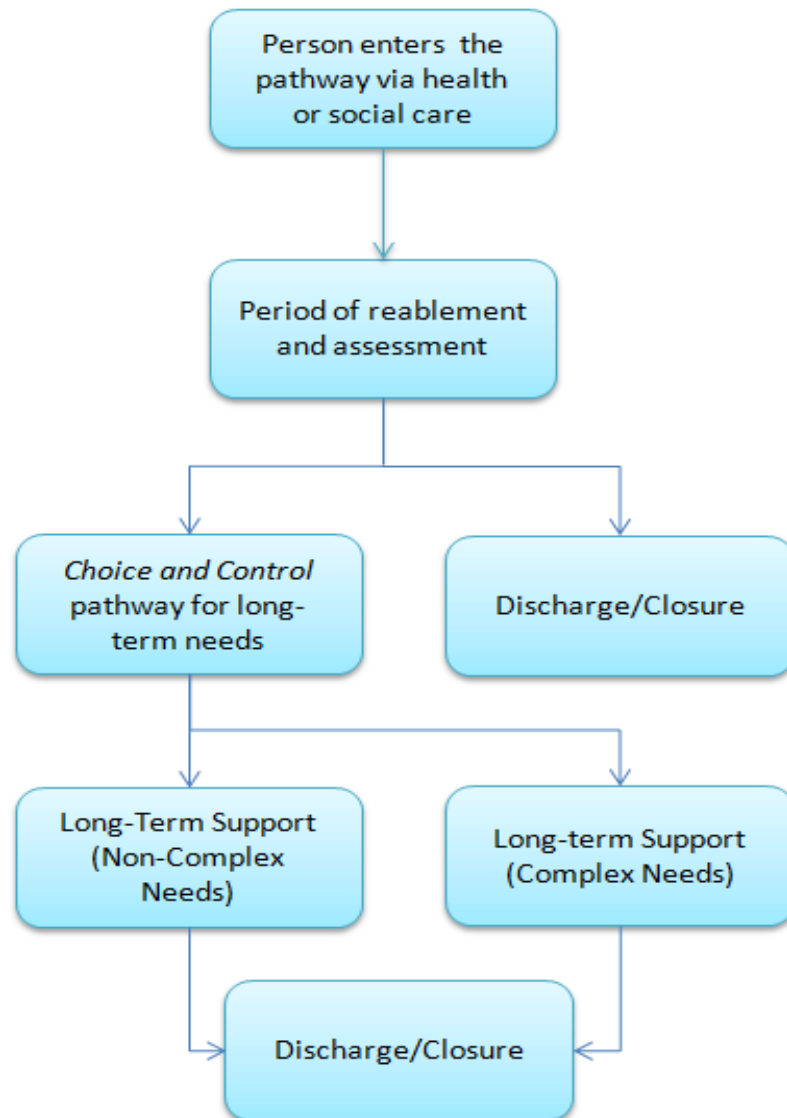 Person enters  the
pathway via health
or social care
Period of reablement
and assessment
Choice and Control
pathway for long-
term needs
Discharge/Closure
Long-Term Support
(Non-Complex
Needs)
Long-term Support
(Complex Needs)
Discharge/Closure